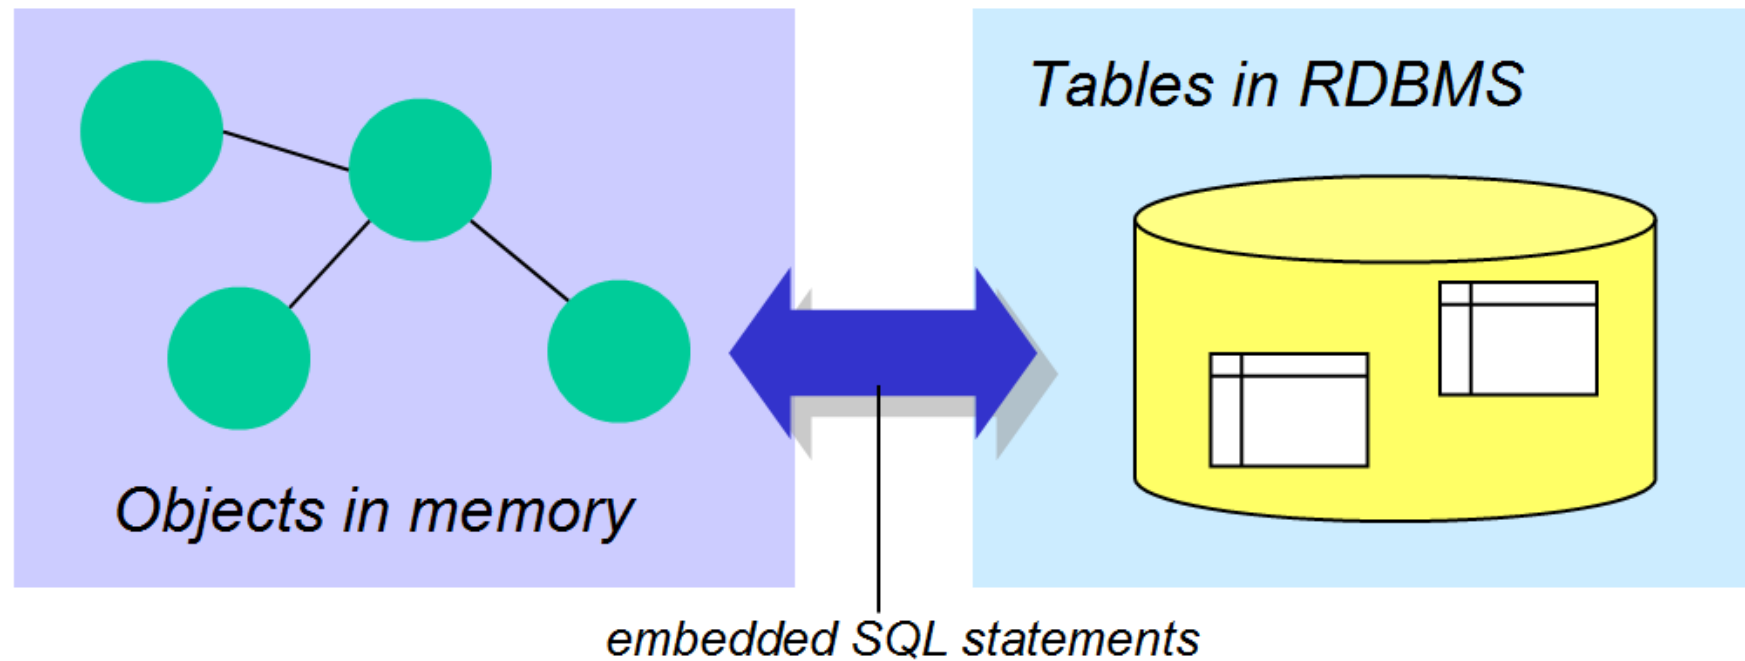 Tables in RDBMS
Objects in memory
embedded SQL statements